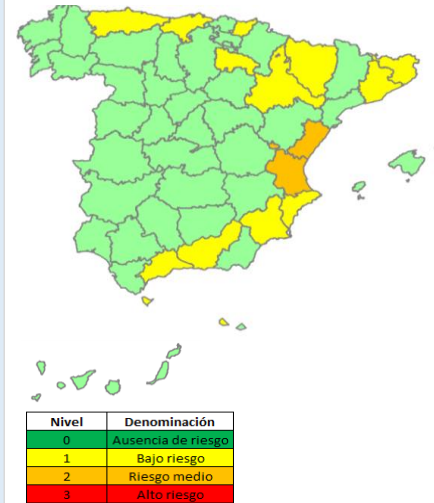 Nivel Denominación
0 Ausencia de riesgo
1 Bajo riesgo
2 Riesgo medio
3 Alto riesgo